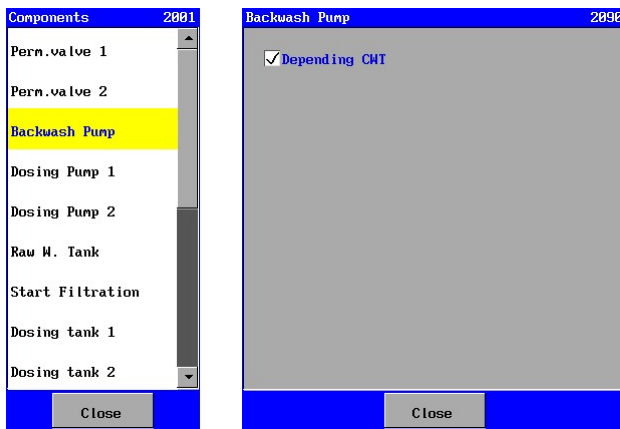 Components 2001
Perm.valve 1
Perm.valve 2
Backwash Pump
Dosing Pump 1
Dosing Pump 2
Raw W. Tank
Start Filtration
Dosing tank 1
Dosing tank 2
Close
Backwash Pump 2090
Depending CWT
Close